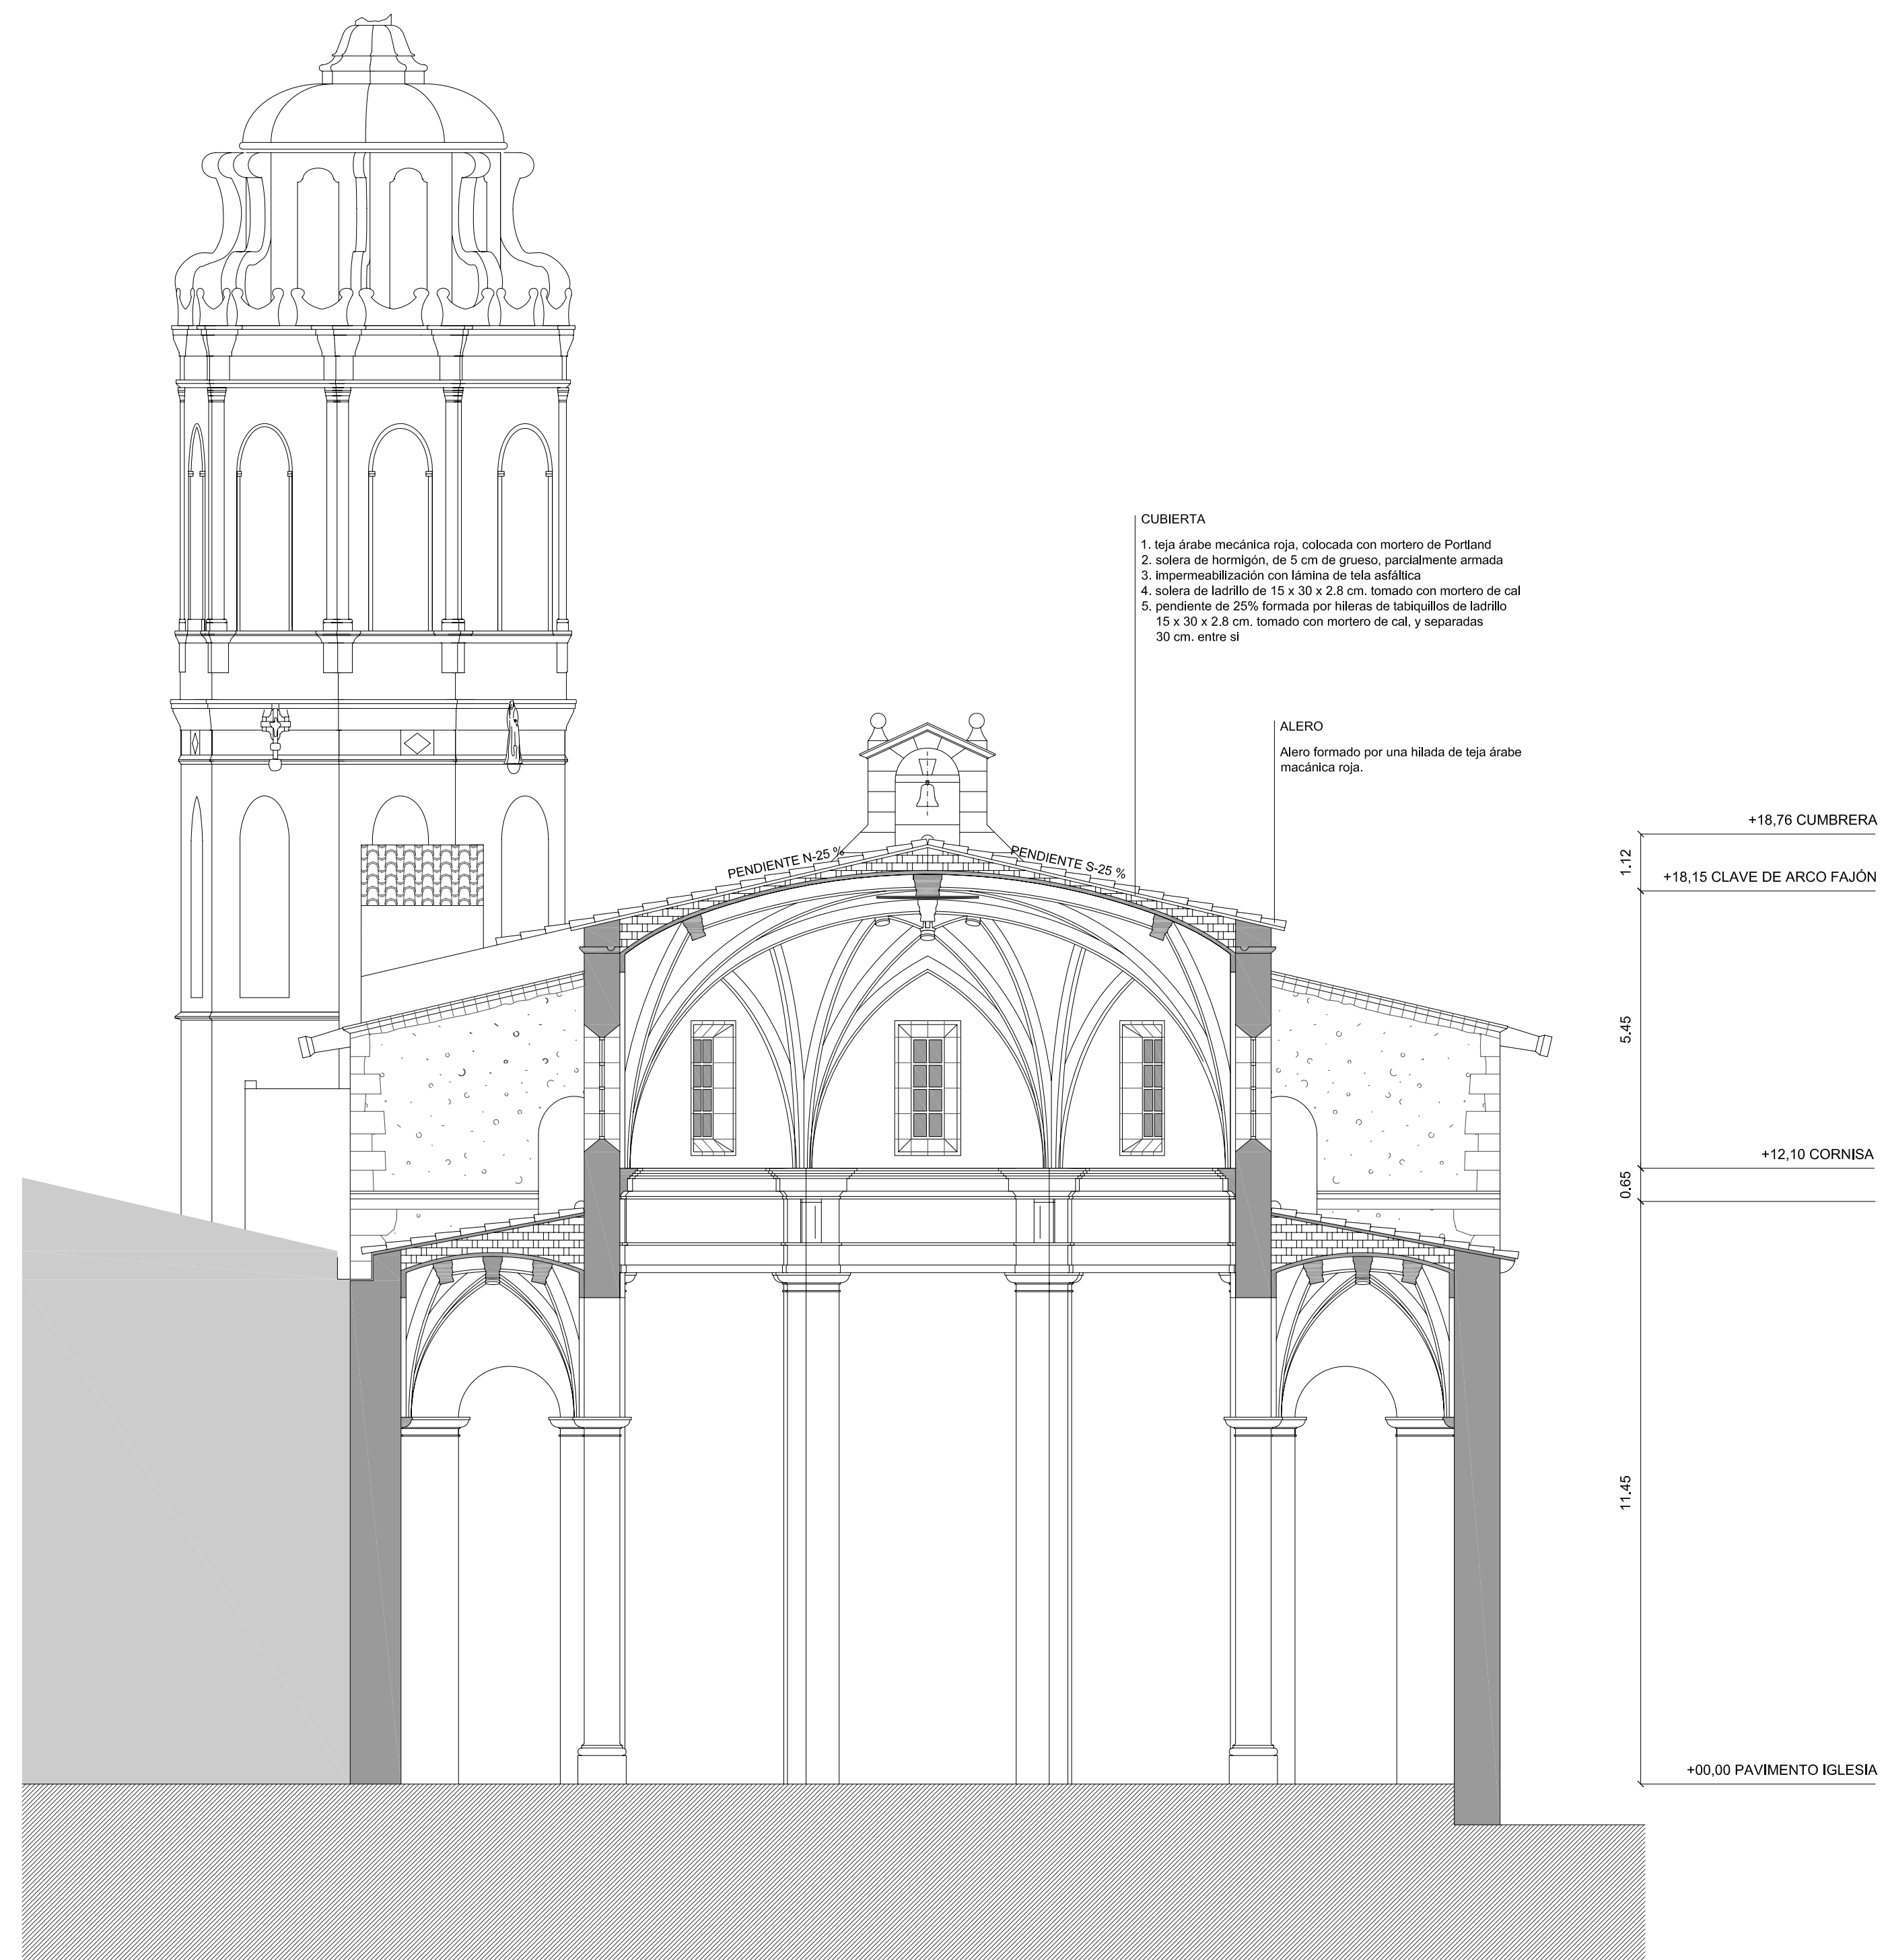 CUBIERTA
1. teja árabe mecánica roja, colocada con mortero de Portland
2. solera de hormigón, de 5 cm de grueso, parcialmente armada
3. impermeabilización con lámina de tela asfáltica
4. solera de ladrillo de 15 x 30 x 2.8 cm. tomado con mortero de cal
5. pendiente de 25% formada por hileras de tabiquillos de ladrillo
15 x 30 x 2.8 cm. tomado con mortero de cal, y separadas
30 cm. entre si
ALERO
Alero formado por una hilada de teja árabe
macánica roja.
PENDIENTE N-25 %
PENDIENTE S-25 %
+18,76 CUMBRERA
1.12
+18,15 CLAVE DE ARCO FAJÓN
5.45
+12,10 CORNISA
0.65
11.45
+00,00 PAVIMENTO IGLESIA